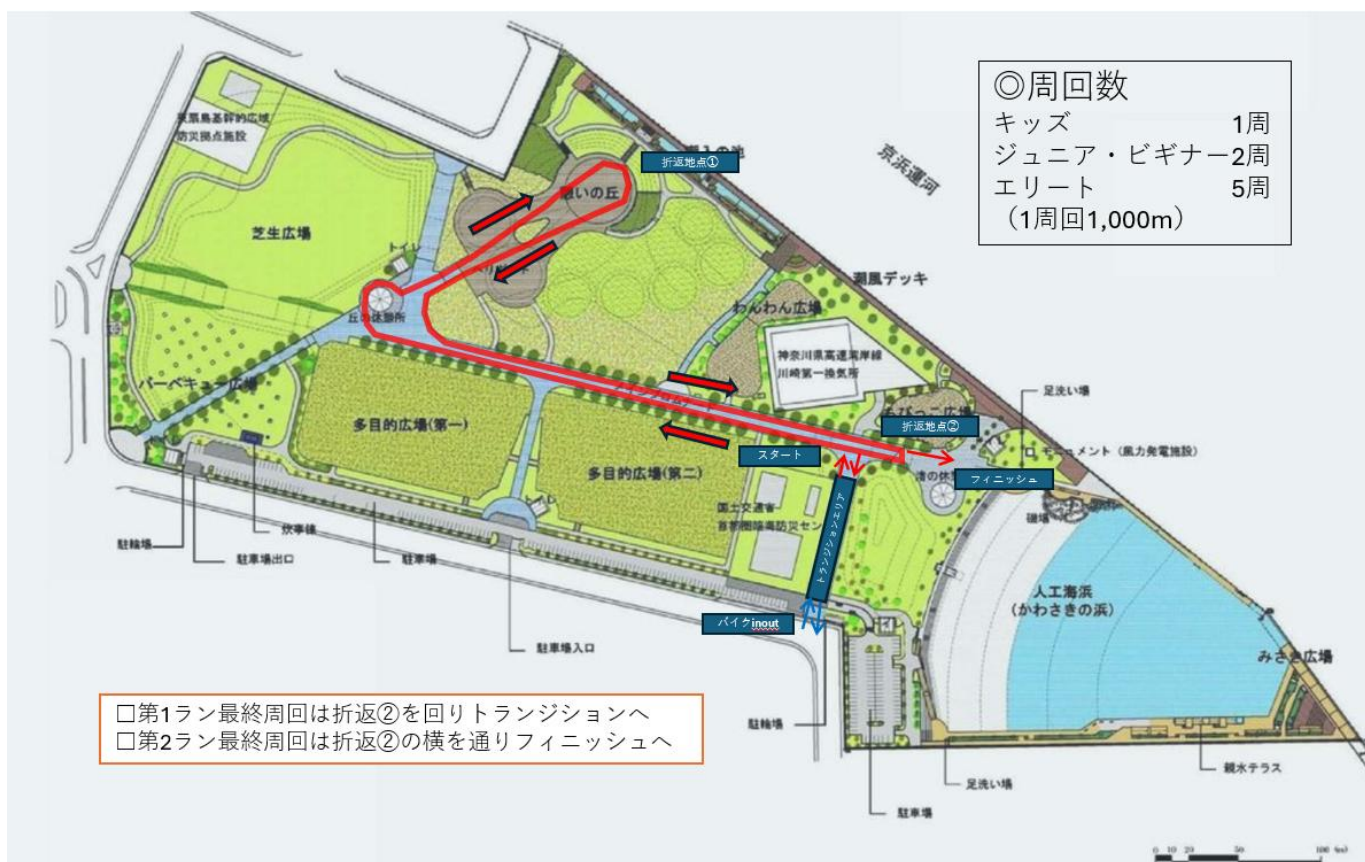 ◎周回数
キッズ 1周
ジュニア・ビギナー2周
エリート 5周
(1周回1,000m)
京浜運河
折返地点①
憩いの丘
芝生広場
トイレ
丘の休憩所
潮風デッキ
わんわん広場
神奈川県高速湾岸線
川崎第一換気所
足洗い場
バーベキュー広場
折返地点②
多目的広場(第一)
スタート
モニュメント(風力発電施設)
多目的広場(第二)
フィニッシュ
国土交通省
トランジションエリア
磯場
炊事棟
駐輪場
駐車場出口
駐車場
人工海浜
(かわさきの浜)
バイクinout
駐車場入口
みさき広場
□第1ラン最終周回は折返②を回りトランジションへ
□第2ラン最終周回は折返②の横を通りフィニッシュへ
駐輪場
親水テラス
足洗い場
駐車場
0 10 20 50 100 (m)